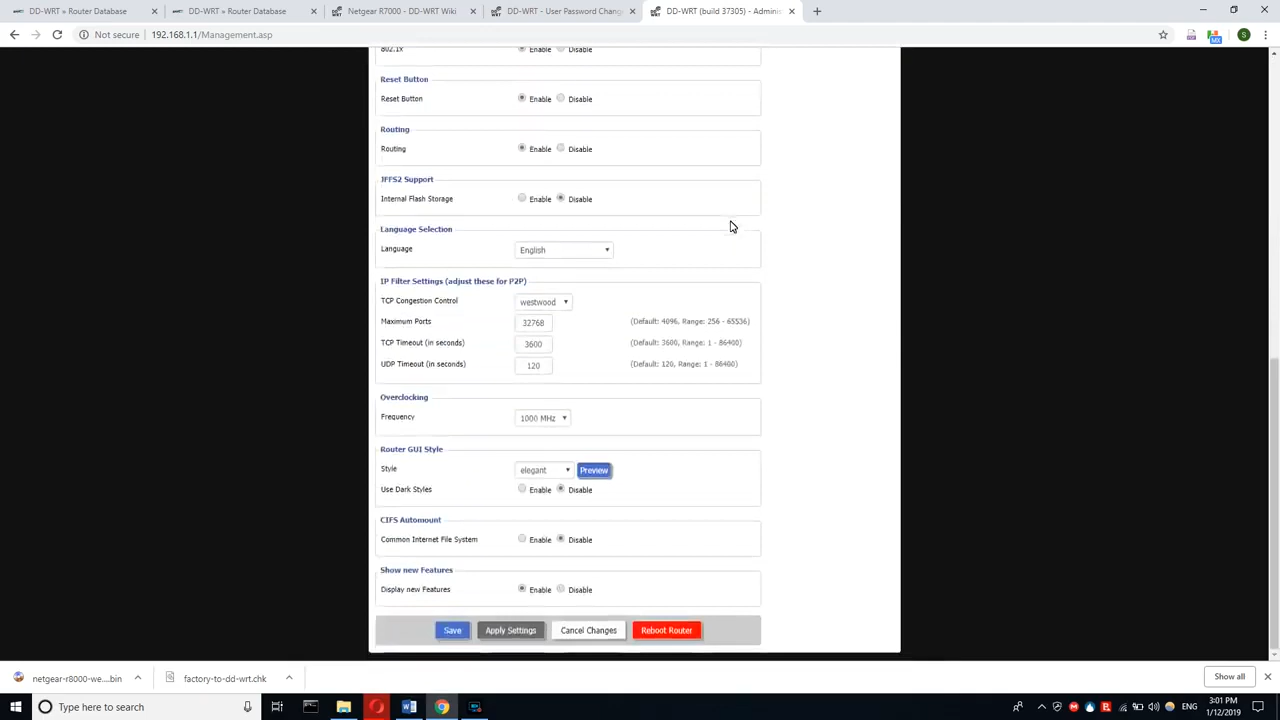 DD-WRT » Router Database
DD-WRT » Router Database
Netgear R7000 - DD-WRT Wiki
DD-WRT - User Password Chang
DD-WRT (build 37305) - Adminis
Not secure
192.168.1.1/Management.asp
802.1x
Enable
Disable
Reset Button
Reset Button
Enable
Disable
Routing
Routing
Enable
Disable
JFFS2 Support
Internal Flash Storage
Enable
Disable
Language Selection
Language
English
IP Filter Settings (adjust these for P2P)
TCP Congestion Control
westwood
Maximum Ports
32768
(Default: 4096, Range: 256 - 65536)
TCP Timeout (in seconds)
3600
(Default: 3600, Range: 1 - 86400)
UDP Timeout (in seconds)
120
(Default: 120, Range: 1 - 86400)
Overclocking
Frequency
1000 MHz
Router GUI Style
Style
elegant
Preview
Use Dark Styles
Enable
Disable
CIFS Automount
Common Internet File System
Enable
Disable
Show new Features
Display new Features
Enable
Disable
Save
Apply Settings
Cancel Changes
Reboot Router
netgear-r8000-we....bin
factory-to-dd-wrt.chk
Show all
Type here to search
ENG
3:01 PM
1/12/2019